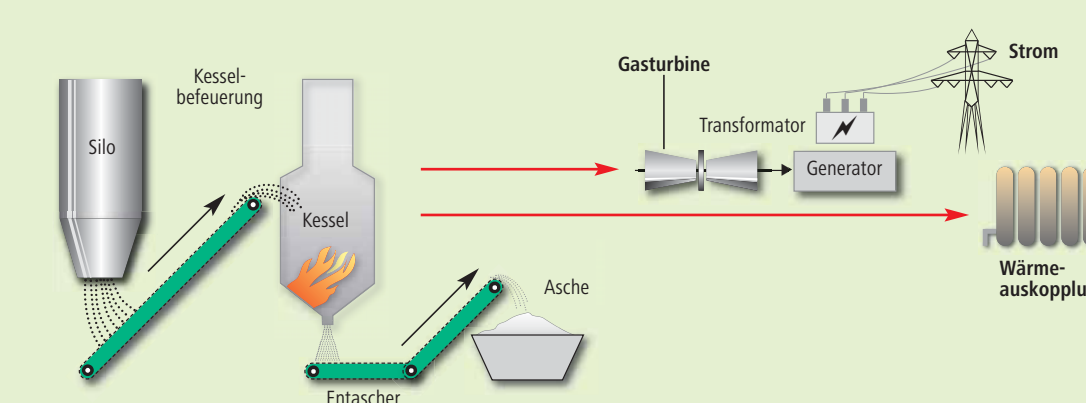 Kessel-
befeuerung
Silo
Kessel
Asche
Entascher
Gasturbine
Transformator
Generator
Strom
Wärme-
auskopplu